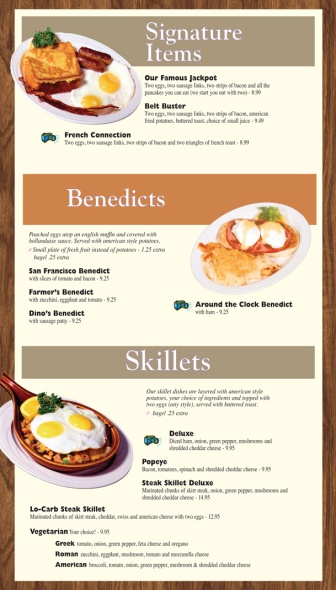 Signature
Items
Our Famous Jackpot
Two eggs, two sausage links, two strips of bacon and all the
pancakes you can eat (we start you out with two) - 8.99
Belt Buster
Two eggs, two sausage links, two strips of bacon, american
fried potatoes, buttered toast, choice of small juice - 9.49
French Connection
Two eggs, two sausage links, two strips of bacon and two triangles of french toast - 8.99
Benedicts
Poached eggs atop an english muffin and covered with
hollandaise sauce. Served with american style potatoes.
Small plate of fresh fruit instead of potatoes - 1.25 extra
bagel .25 extra
San Francisco Benedict
with slices of tomato and bacon - 9.25
Farmer's Benedict
with zucchini, eggplant and tomato - 9.25
Dino's Benedict
with sausage patty - 9.25
Around the Clock Benedict
with ham - 9.25
Skillets
Our skillet dishes are layered with american style
potatoes, your choice of ingredients and topped with
two eggs (any style), served with buttered toast.
bagel .25 extra
Deluxe
Diced ham, onion, green pepper, mushrooms and
shredded cheddar cheese - 9.95
Popeye
Bacon, tomatoes, spinach and shredded cheddar cheese - 9.95
Steak Skillet Deluxe
Marinated chunks of skirt steak, onion, green pepper, mushrooms and
shredded cheddar cheese - 14.95
Lo-Carb Steak Skillet
Marinated chunks of skirt steak, cheddar, swiss and american cheese with two eggs - 12.95
Vegetarian Your choice! - 9.95
Greek tomato, onion, green pepper, feta cheese and oregano
Roman zucchini, eggplant, mushroom, tomato and mozzarella cheese
American broccoli, tomato, onion, green pepper, mushroom & shredded cheddar cheese